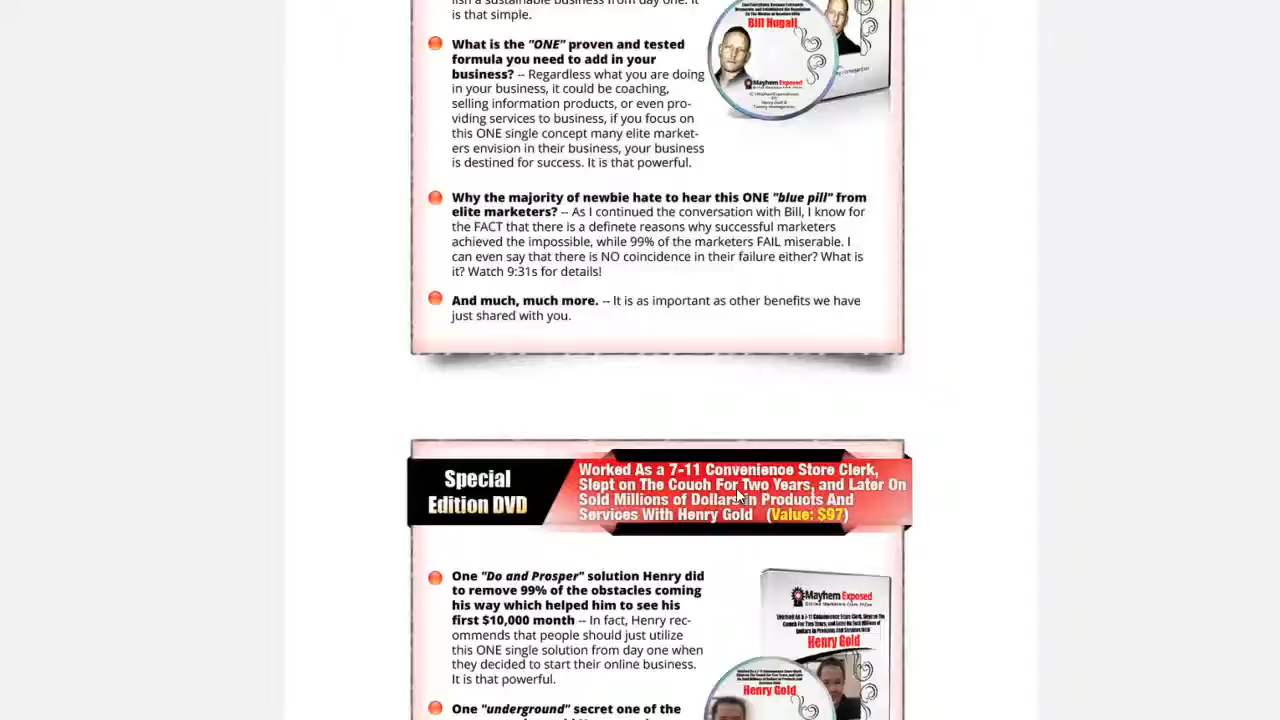 lish a sustainable business from day one. It
is that simple.
What is the "ONE" proven and tested
formula you need to add in your
business? -- Regardless what you are doing
in your business, it could be coaching,
selling information products, or even pro-
viding services to business, if you focus on
this ONE single concept many elite market-
ers envision in their business, your business
is destined for success. It is that powerful.
Bill Hugall
Mayhem Exposed
Why the majority of newbie hate to hear this ONE "blue pill" from
elite marketers? -- As I continued the conversation with Bill, I know for
the FACT that there is a definete reasons why successful marketers
achieved the impossible, while 99% of the marketers FAIL miserable. I
can even say that there is NO coincidence in their failure either? What is
it? Watch 9:31s for details!
And much, much more. -- It is as important as other benefits we have
just shared with you.
Special
Edition DVD
Worked As a 7-11 Convenience Store Clerk,
Slept on The Couch For Two Years, and Later On
Sold Millions of Dollars In Products And
Services With Henry Gold (Value: $97)
One "Do and Prosper" solution Henry did
to remove 99% of the obstacles coming
his way which helped him to see his
first $10,000 month -- In fact, Henry rec-
ommends that people should just utilize
this ONE single solution from day one when
they decided to start their online business.
It is that powerful.
One "underground" secret one of the
Mayhem Exposed
Henry Gold
Henry Gold